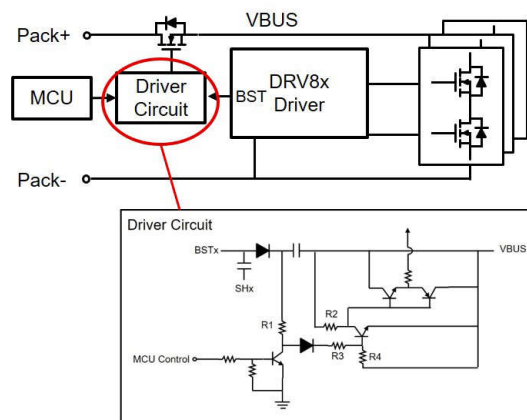 Pack+
VBUS
MCU
Driver
Circuit
BST
DRV8x
Driver
Pack-
Driver Circuit
BSTx
VBUS
SHx
R1
R2
MCU Control
R3
R4